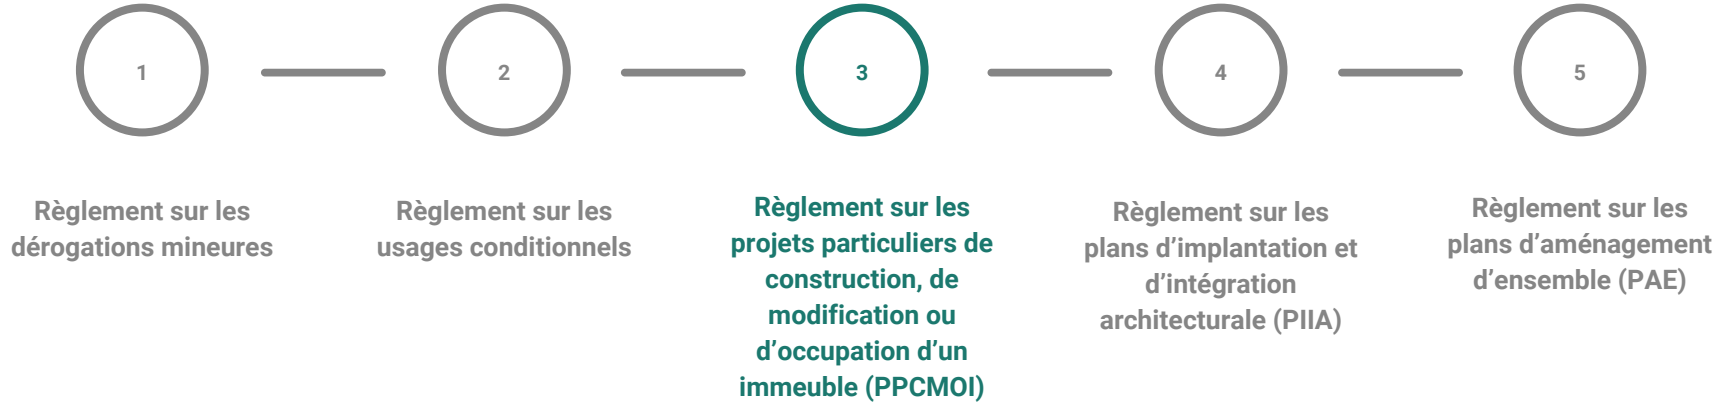 1
Règlement sur les
dérogations mineures
2
Règlement sur les
usages conditionnels
3
Règlement sur les
projets particuliers de
construction, de
modification ou
d’occupation d’un
immeuble (PPCMOI)
4
Règlement sur les
plans d’implantation et
d’intégration
architecturale (PIIA)
5
Règlement sur les
plans d’aménagement
d’ensemble (PAE)